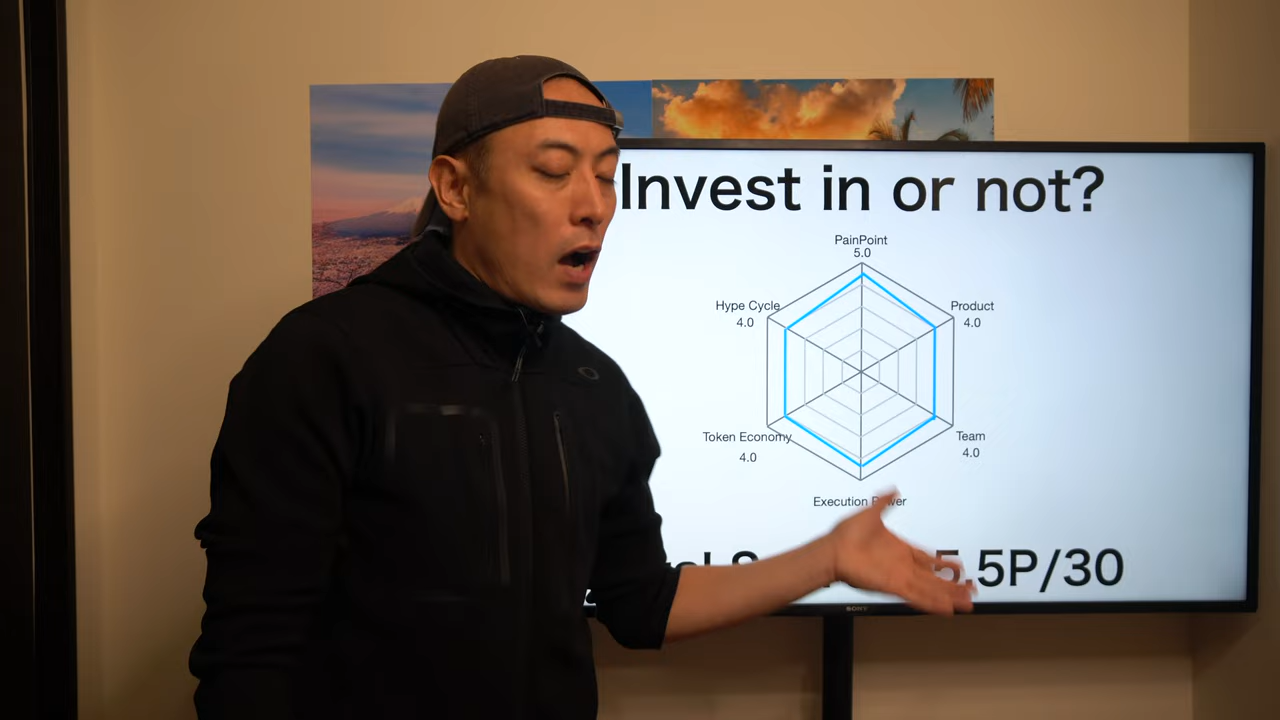 Invest in or not?
PainPoint
5.0
Hype Cycle
4.0
Product
4.0
Token Economy
4.0
Team
4.0
Execution
5.5P/30
SONY